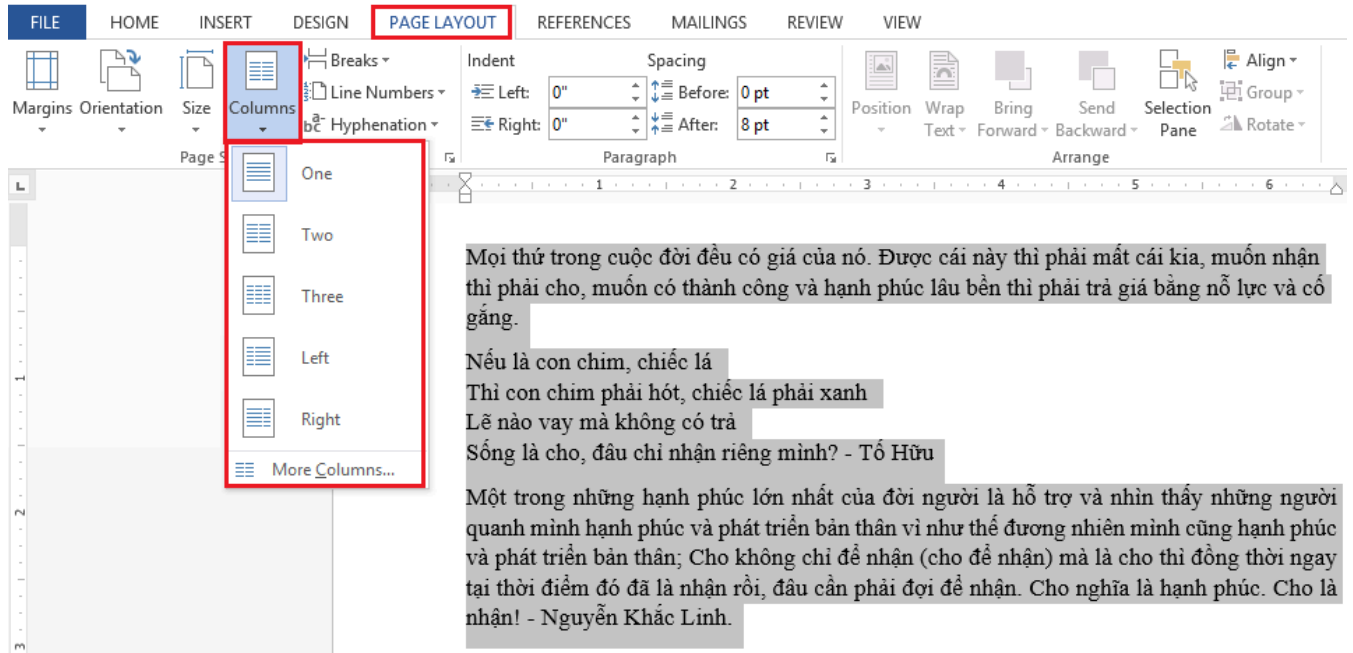 FILE HOME INSERT DESIGN PAGE LAYOUT REFERENCES MAILINGS REVIEW VIEW
Breaks Indent Spacing Align
Line Numbers Left: 0" Before: 0 pt Group
Margins Orientation Size Columns Hyphenation Right: 0" After: 8 pt Position Wrap Text Bring Forward Send Backward Selection Pane Rotate
Page S Paragraph Arrange
1 2 3 4 5 6
One
Two
Three
Left
Right
More Columns...
1
2
3
Mọi thứ trong cuộc đời đều có giá của nó. Được cái này thì phải mất cái kia, muốn nhận
thì phải cho, muốn có thành công và hạnh phúc lâu bền thì phải trả giá bằng nỗ lực và cố
gắng.
Nếu là con chim, chiếc lá
Thì con chim phải hót, chiếc lá phải xanh
Lẽ nào vay mà không có trả
Sống là cho, đâu chỉ nhận riêng mình? - Tố Hữu
Một trong những hạnh phúc lớn nhất của đời người là hỗ trợ và nhìn thấy những người
quanh mình hạnh phúc và phát triển bản thân vì như thế đương nhiên mình cũng hạnh phúc
và phát triển bản thân; Cho không chỉ để nhận (cho để nhận) mà là cho thì đồng thời ngay
tại thời điểm đó đã là nhận rồi, đâu cần phải đợi để nhận. Cho nghĩa là hạnh phúc. Cho là
nhận! - Nguyễn Khắc Linh.